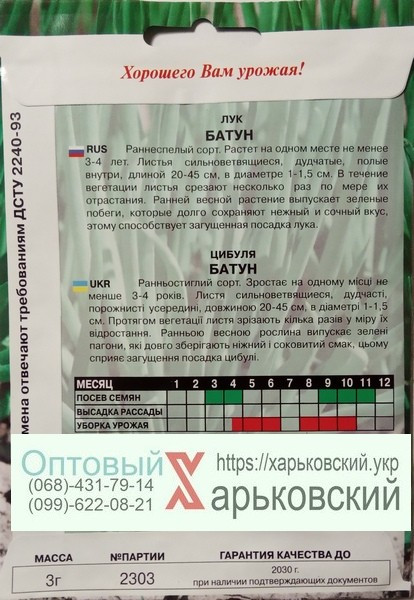 Хорошего Вам урожая!
мена отвечают требованиям ДСТУ 2240-93
ЛУК
БАТУН
RUS Раннеспелый сорт. Растет на одном месте не менее
3-4 лет. Листья сильноветвящиеся, дудчатые, полые
внутри, длиной 20-45 см, в диаметре 1-1,5 см. В течение
вегетации листья срезают несколько раз по мере их
отрастания. Ранней весной растение выпускает зеленые
побеги, которые долго сохраняют нежный и сочный вкус,
этому способствует загущенная посадка лука.
ЦИБУЛЯ
БАТУН
UKR Ранньостиглий сорт. Зростає на одному місці не
менше 3-4 років. Листя сильноветвящиеся, дудчасті,
порожнисті усередині, довжиною 20-45 см, в діаметрі 1-1,5
см. Протягом вегетації листя зрізають кілька разів у міру їх
відростання. Ранньою весною рослина випускає зелені
пагони, які довго зберігають ніжний і соковитий смак, цьому
сприяє загущення посадка цибулі.
МЕСЯЦ 1 2 3 4 5 6 7 8 9 10 11 12
ПОСЕВ СЕМЯН
ВЫСАДКА РАССАДЫ
УБОРКА УРОЖАЯ
Оптовый Харьковский
https://харьковский.укр
(068)-431-79-14
(099)-622-08-21
МАССА №ПАРТИИ ГАРАНТИЯ КАЧЕСТВА ДО
3г 2303 2030 г.
при наличии подтверждающих документов